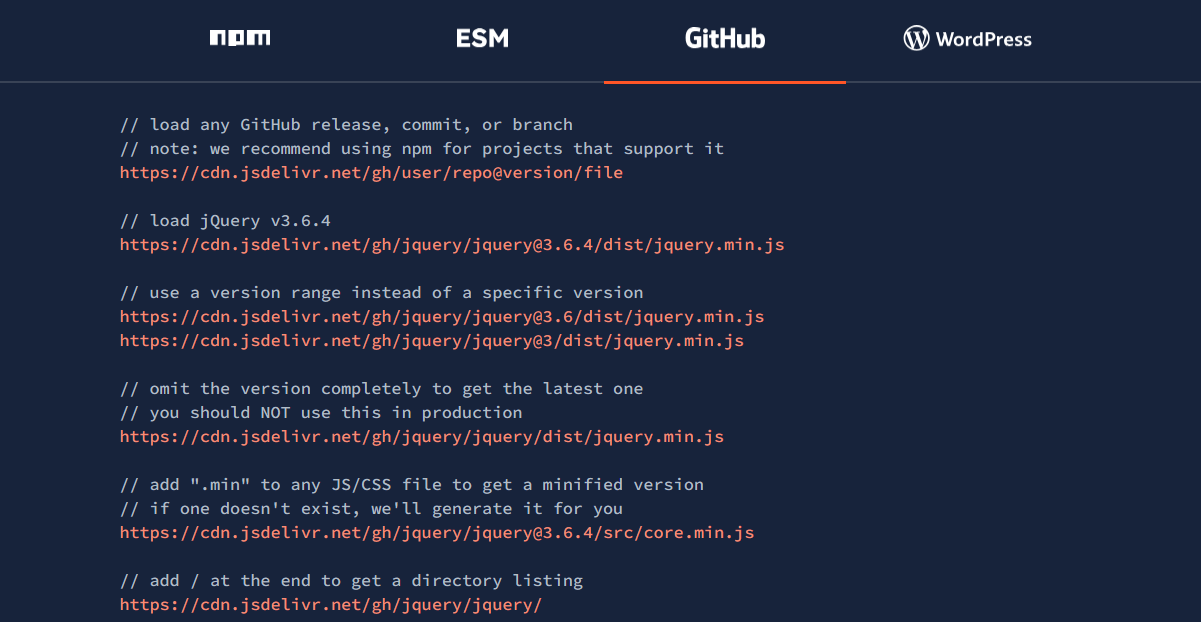 npm
ESM
GitHub
WordPress
// load any GitHub release, commit, or branch
// note: we recommend using npm for projects that support it
https://cdn.jsdelivr.net/gh/user/repo@version/file
// load jQuery v3.6.4
https://cdn.jsdelivr.net/gh/jquery/jquery@3.6.4/dist/jquery.min.js
// use a version range instead of a specific version
https://cdn.jsdelivr.net/gh/jquery/jquery@3.6/dist/jquery.min.js
https://cdn.jsdelivr.net/gh/jquery/jquery@3/dist/jquery.min.js
// omit the version completely to get the latest one
// you should NOT use this in production
https://cdn.jsdelivr.net/gh/jquery/jquery/dist/jquery.min.js
// add ".min" to any JS/CSS file to get a minified version
// if one doesn't exist, we'll generate it for you
https://cdn.jsdelivr.net/gh/jquery/jquery@3.6.4/src/core.min.js
// add / at the end to get a directory listing
https://cdn.jsdelivr.net/gh/jquery/jquery/